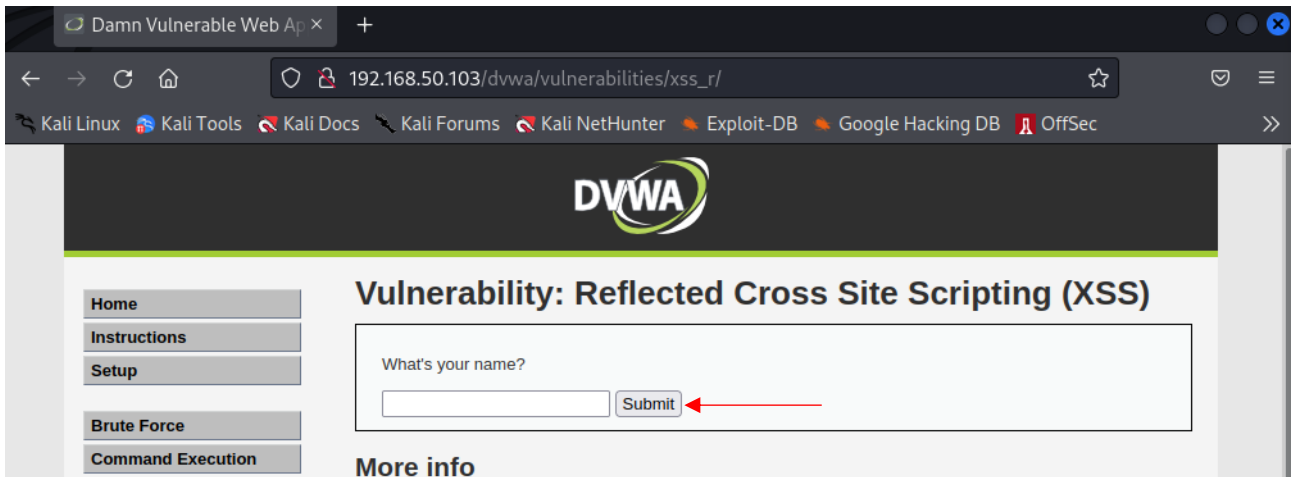 Damn Vulnerable Web Ap
192.168.50.103/dvwa/vulnerabilities/xss_r/
Kali Linux Kali Tools Kali Docs Kali Forums Kali NetHunter Exploit-DB Google Hacking DB OffSec
DVWA
Home
Instructions
Setup
Brute Force
Command Execution
Vulnerability: Reflected Cross Site Scripting (XSS)
What's your name?
Submit
More info